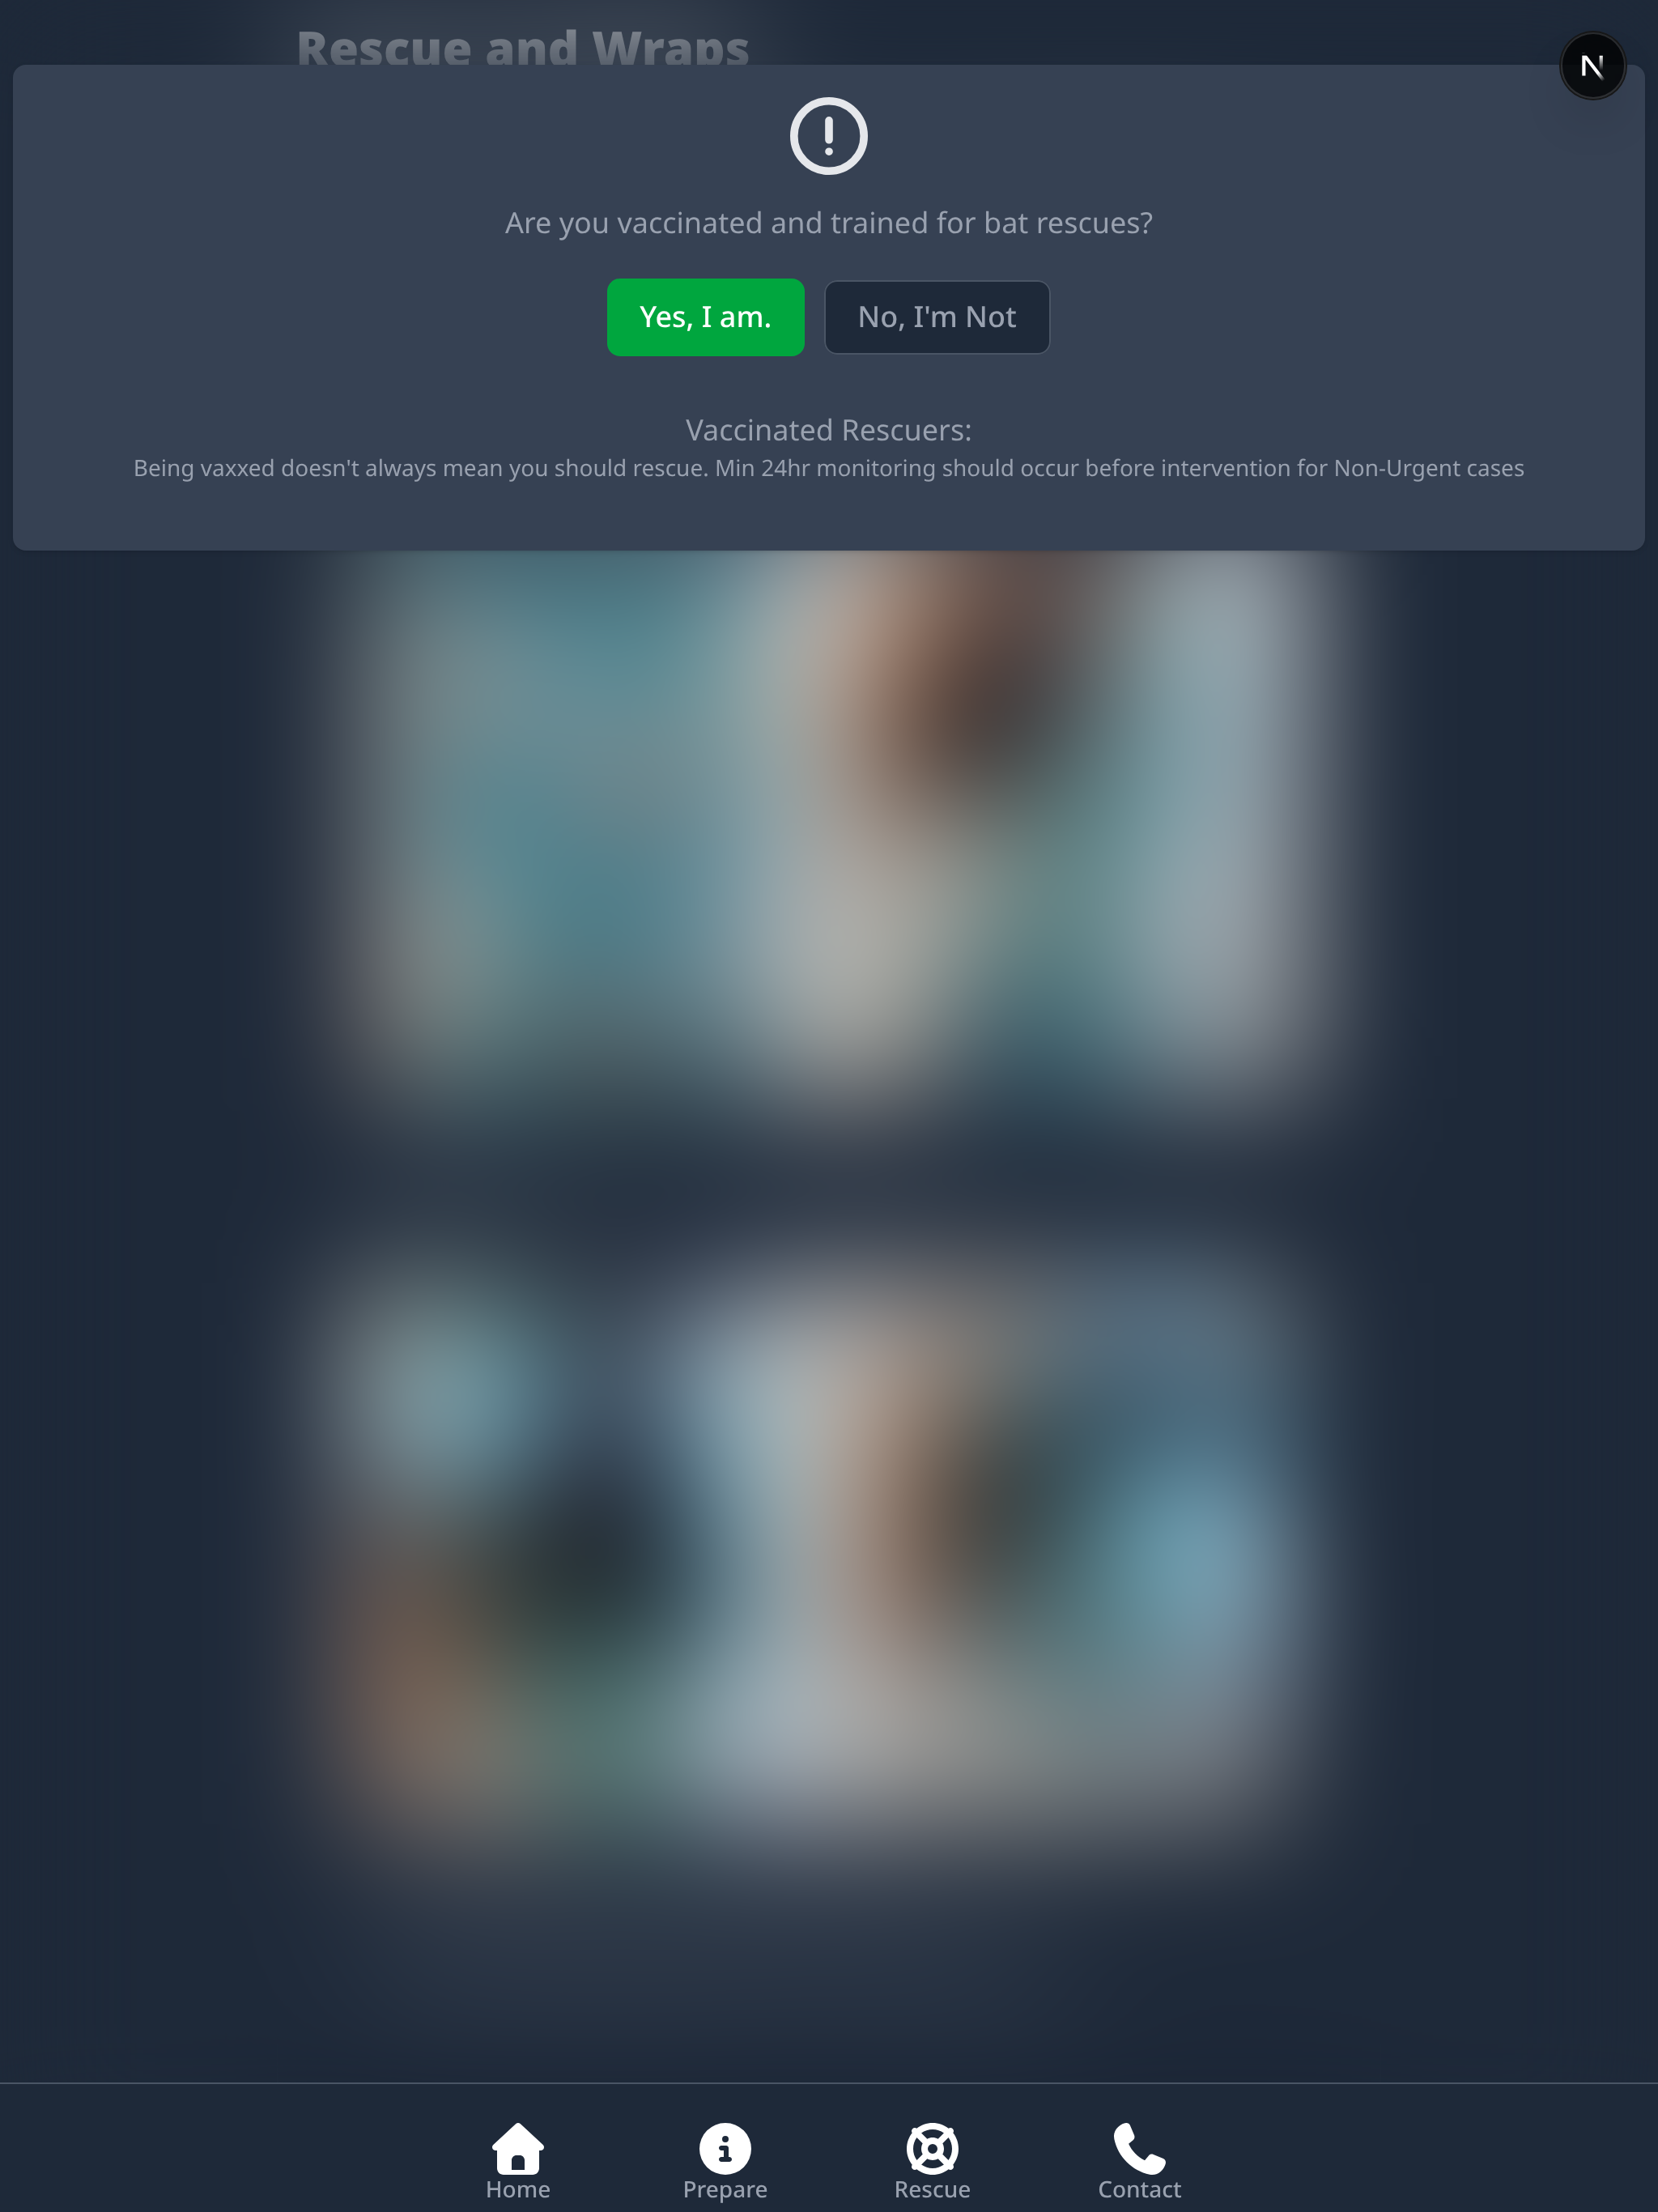 Rescue and Wraps
N
Are you vaccinated and trained for bat rescues?
Yes, I am.
No, I'm Not
Vaccinated Rescuers:
Being vaxxed doesn't always mean you should rescue. Min 24hr monitoring should occur before intervention for Non-Urgent cases
Home
Prepare
Rescue
Contact